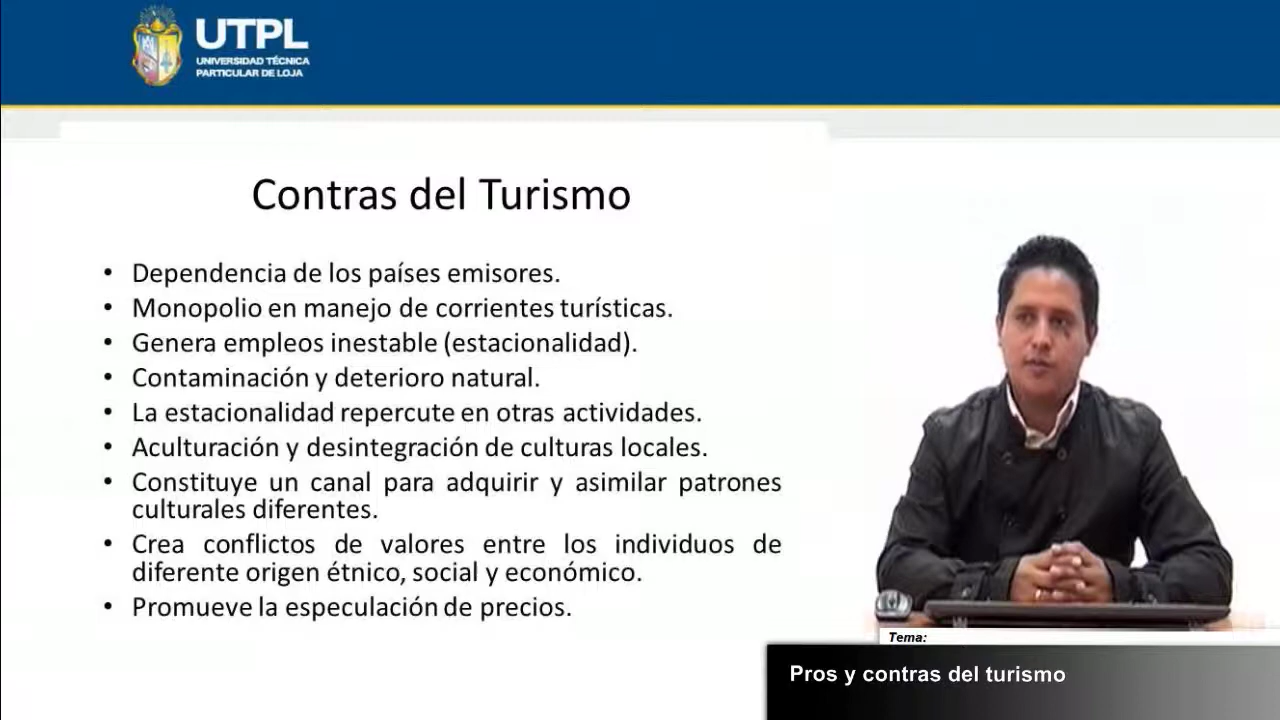 UTPL
UNIVERSIDAD TÉCNICA
PARTICULAR DE LOJA
Contras del Turismo
• Dependencia de los países emisores.
• Monopolio en manejo de corrientes turísticas.
• Genera empleos inestable (estacionalidad).
• Contaminación y deterioro natural.
• La estacionalidad repercute en otras actividades.
• Aculturación y desintegración de culturas locales.
• Constituye un canal para adquirir y asimilar patrones
culturales diferentes.
• Crea conflictos de valores entre los individuos de
diferente origen étnico, social y económico.
• Promueve la especulación de precios.
Tema:
Pros y contras del turismo